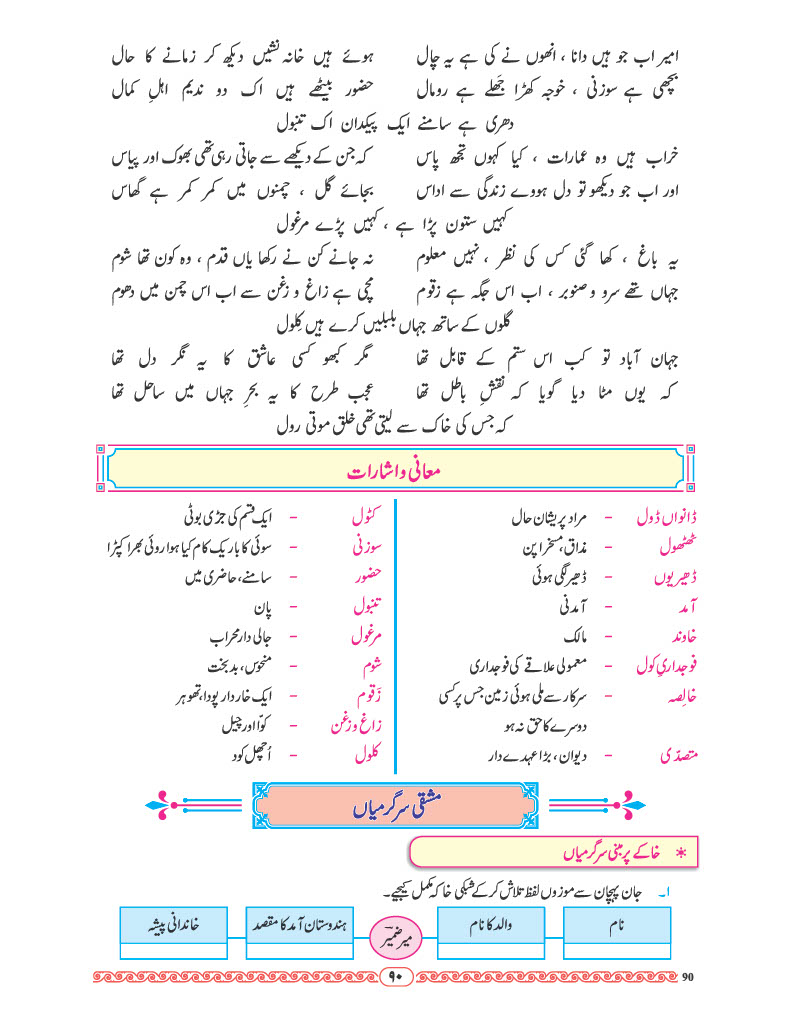 امیر اب جو ہیں دانا ، انھوں نے کی ہے یہ چال ہوئے ہیں خانہ نشیں دیکھ کر زمانے کا حال
بچھی ہے سوزنی ، خوجہ کھڑا جَھلے ہے رومال حضور بیٹھے ہیں اک دو ندیم اہلِ کمال
دھری ہے سامنے ایک پیکدان اک تنبول
خراب ہیں وہ عمارات ، کیا کہوں تجھ پاس کہ جن کے دیکھے سے جاتی رہی تھی بھوک اور پیاس
اور اب جو دیکھو تو دل ہووے زندگی سے اداس بجائے گل ، چمنوں میں کمر کمر ہے گھاس
کہیں ستون پڑا ہے ، کہیں پڑے مرغول
یہ باغ ، کھا گئی کس کی نظر ، نہیں معلوم نہ جانے کن نے رکھا یاں قدم ، وہ کون تھا شوم
جہاں تھے سرو و صنوبر ، اب اس جگہ ہے زقوم مچی ہے زاغ و زغن سے اب اس چمن میں دھوم
گلوں کے ساتھ جہاں بلبلیں کرے ہیں کِلول
جہان آباد تو کب اس ستم کے قابل تھا مگر کبھو کسی عاشق کا یہ نگر دل تھا
کہ یوں مٹا دیا گویا کہ نقشِ باطل تھا عجب طرح کا یہ بحرِ جہاں میں ساحل تھا
کہ جس کی خاک سے لیتی تھی خلق موتی رول
معانی و اشارات
ڈانواں ڈول – مراد پریشان حال
ٹھٹھول – مذاق، مسخرا پن
ڈھیریوں – ڈھیر لگی ہوئی
آمد – آمدنی
خاوند – مالک
فوجداریِ کول – معمولی علاقے کی فوجداری
خالِصہ – سرکار سے ملی ہوئی زمین جس پر کسی
دوسرے کا حق نہ ہو
متصدّی – دیوان، بڑا عہدے دار
کٹول – ایک قسم کی جڑی بوٹی
سوزنی – سوئی کا باریک کام کیا ہوا روئی بھرا کپڑا
حضور – سامنے، حاضری میں
تنبول – پان
مرغول – جالی دار محراب
شوم – منحوس، بدبخت
زَقوم – ایک خاردار پودا، تھوہر
زاغ و زغن – کوّا اور چیل
کلول – اُچھل کود
مشقی سرگرمیاں
* خاکے پر مبنی سرگرمیاں
۱۔ جان پہچان سے موزوں لفظ تلاش کرکے شبکی خاکہ مکمل کیجیے۔
نام والد کا نام میر ضمیرؔ ہندوستان آمد کا مقصد خاندانی پیشہ
۹۰ 90